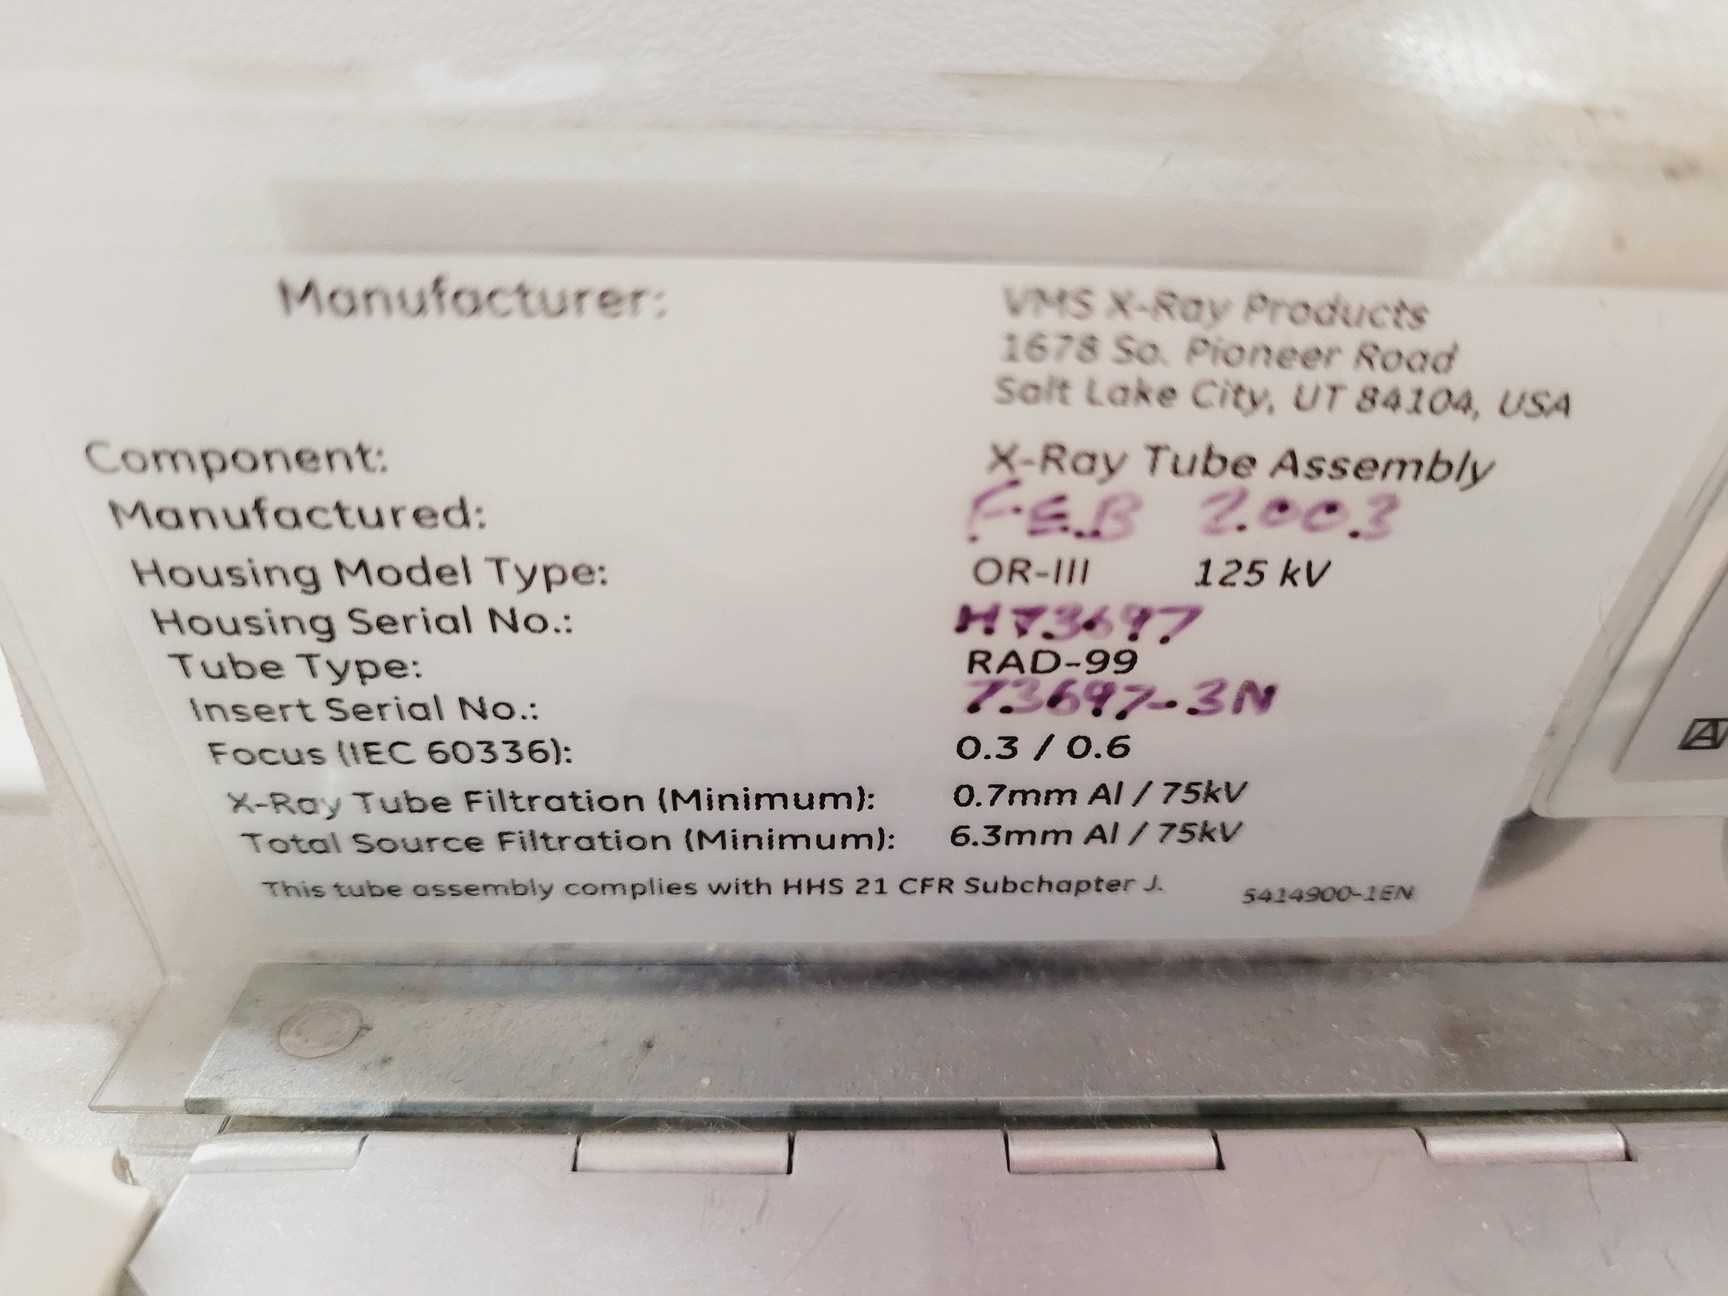 Manufacturer: VMS X-Ray Products
1678 So. Pioneer Road
Salt Lake City, UT 84104, USA
Component: X-Ray Tube Assembly
Manufactured: FEB 2003
Housing Model Type: OR-III 125 kV
Housing Serial No.: H73697
Tube Type: RAD-99
Insert Serial No.: 73697-3N
Focus (IEC 60336): 0.3 / 0.6
X-Ray Tube Filtration (Minimum): 0.7mm Al / 75kV
Total Source Filtration (Minimum): 6.3mm Al / 75kV
This tube assembly complies with HHS 21 CFR Subchapter J. 5414900-1EN